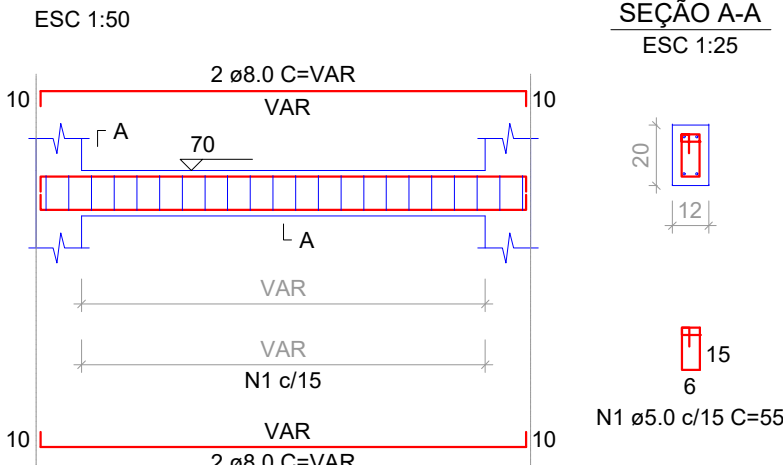 ESC 1:50
SEÇÃO A-A
ESC 1:25
2 ø8.0 C=VAR
10 VAR 10
A
70
A
20
12
VAR
VAR
N1 c/15
15
6
N1 ø5.0 c/15 C=55
10 VAR 10
2 ø8.0 C=VAR